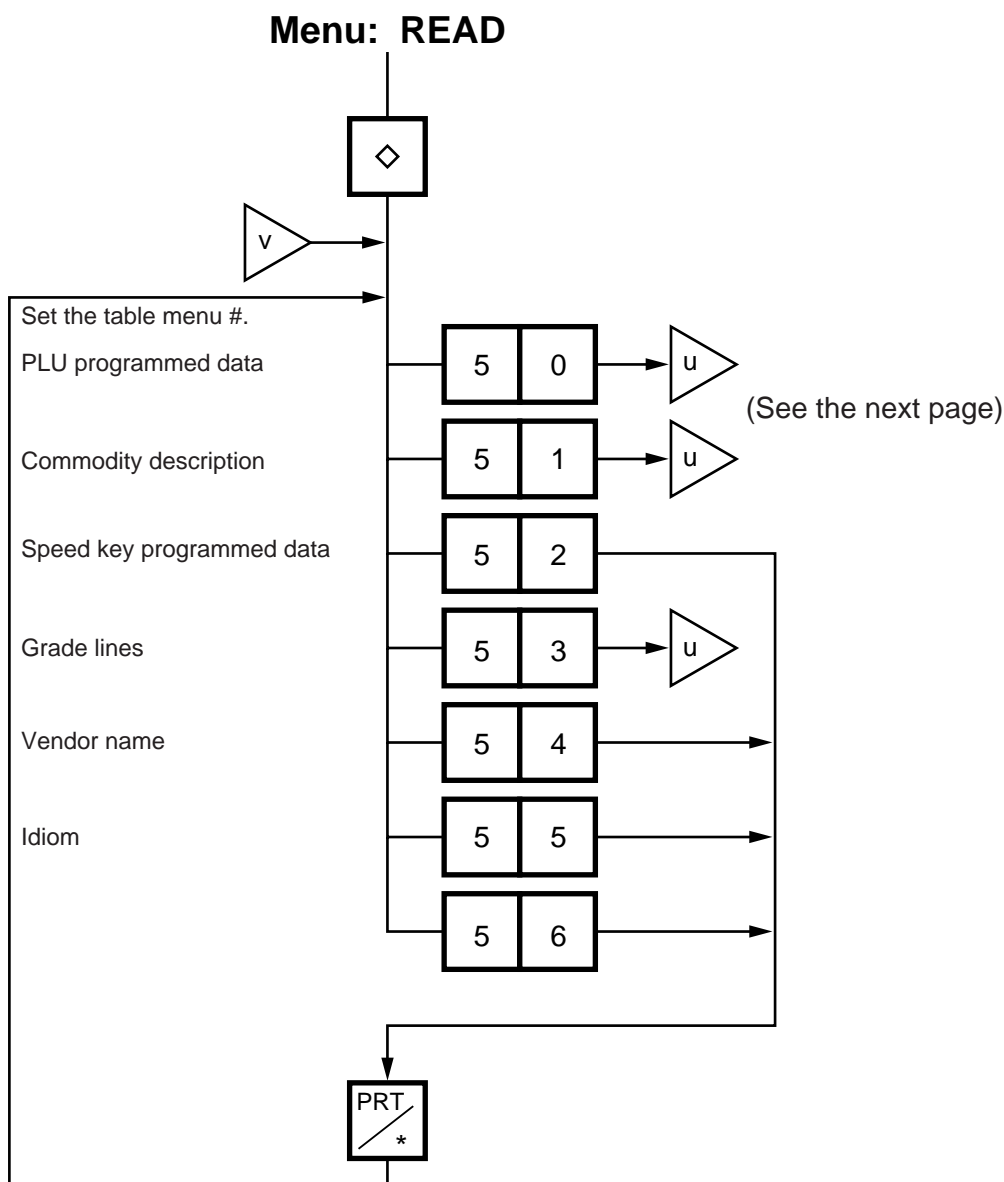 Menu: READ
◇
v
Set the table menu #.
PLU programmed data
5 0
u
(See the next page)
Commodity description
5 1
u
Speed key programmed data
5 2
Grade lines
5 3
u
Vendor name
5 4
Idiom
5 5
5 6
PRT
*